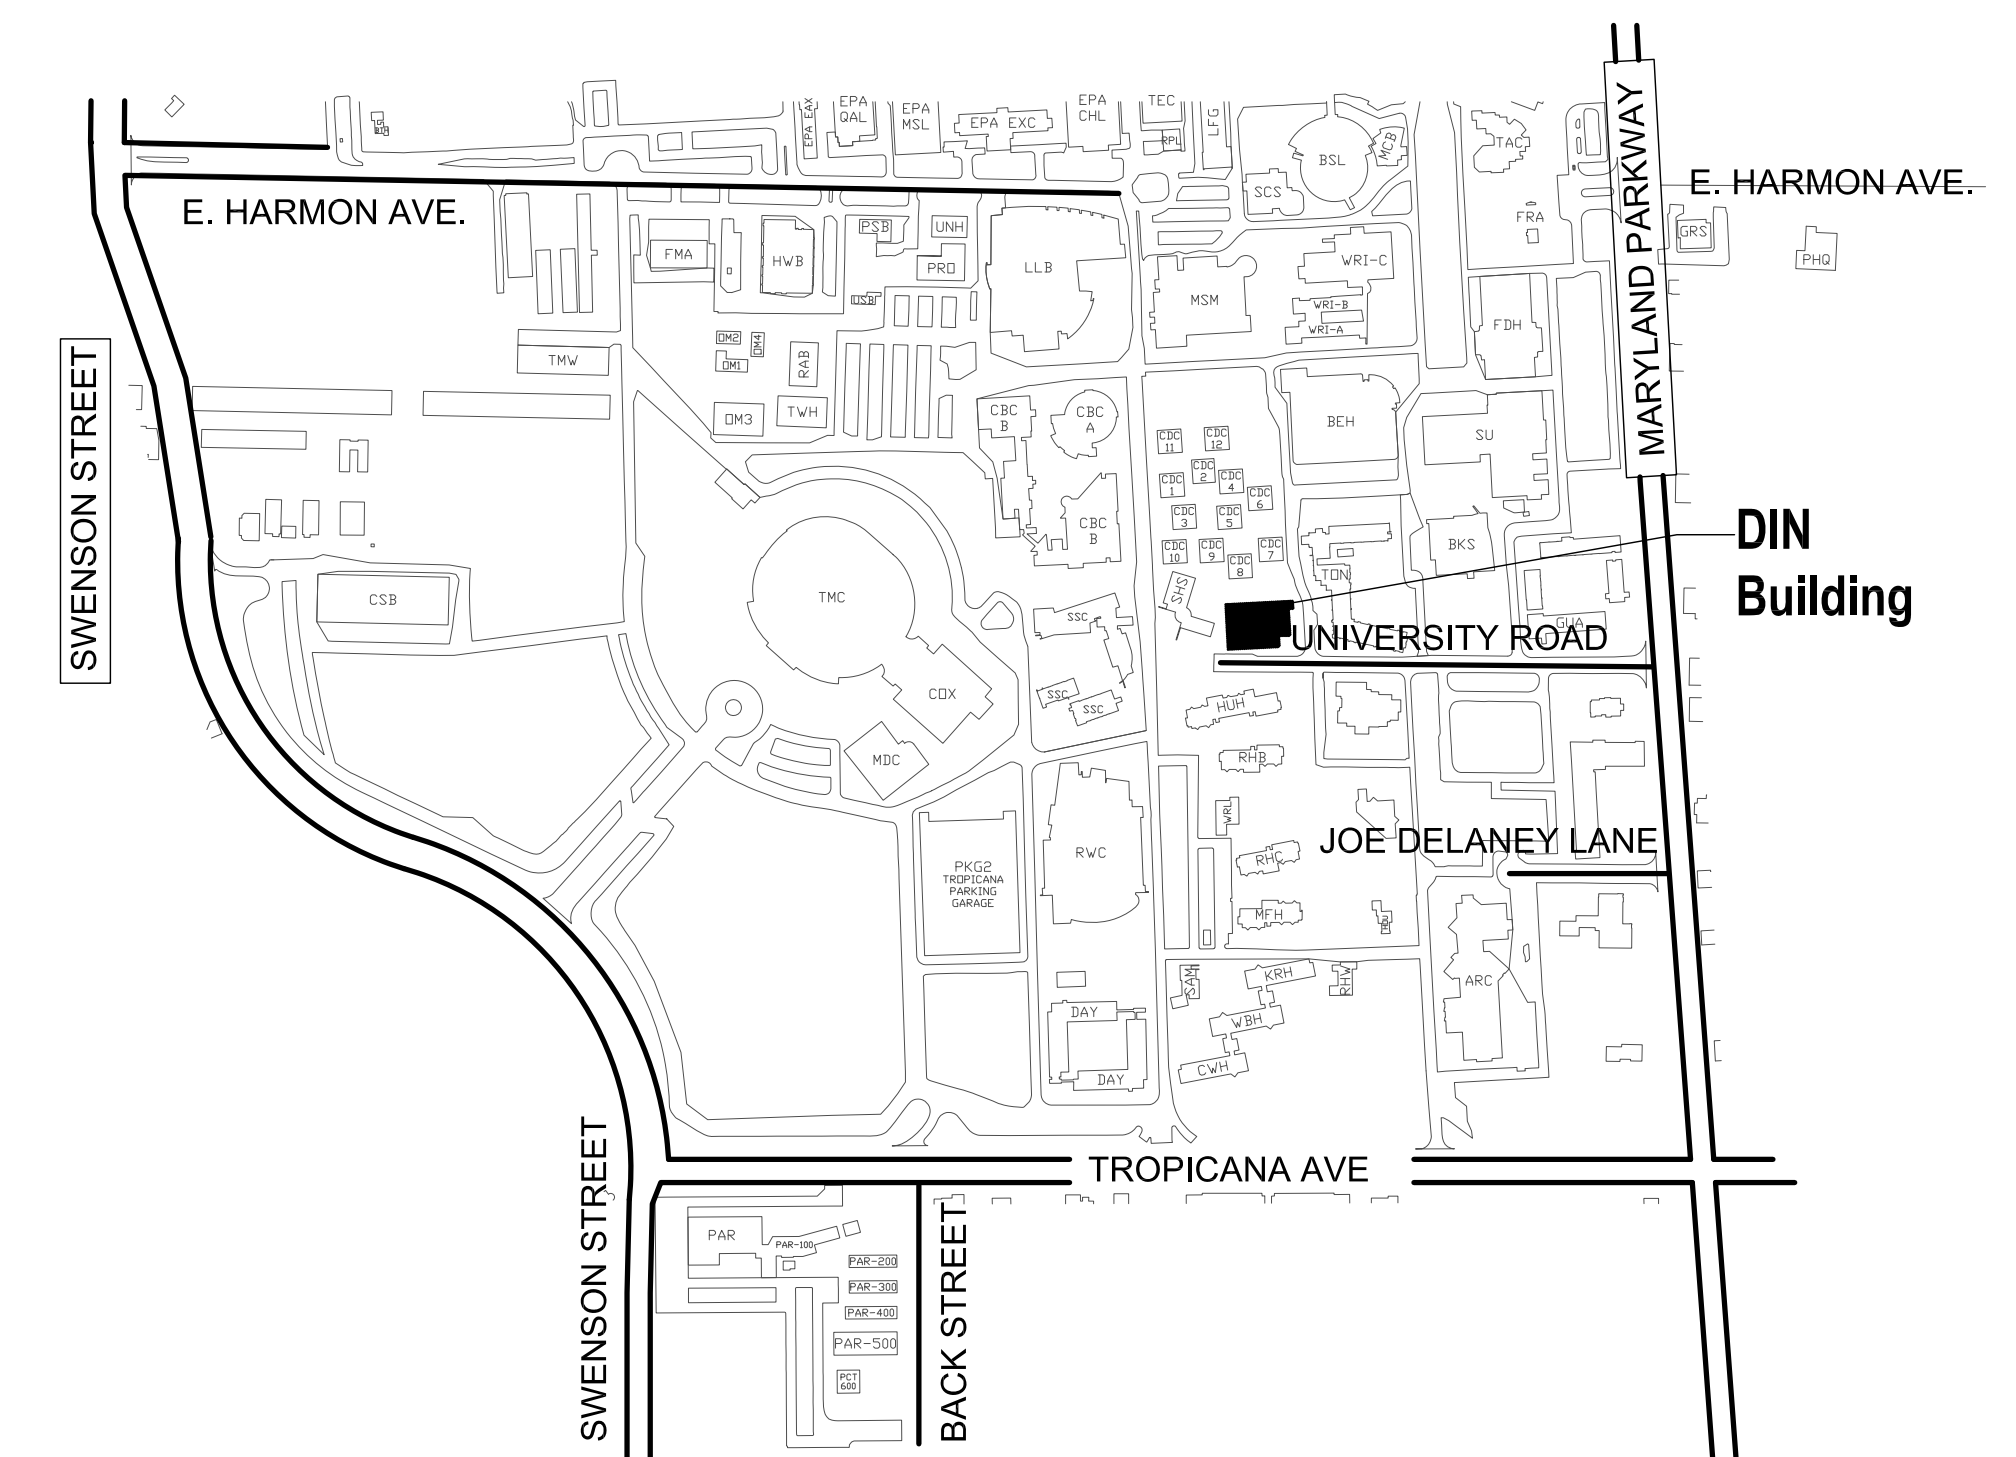 EPA EAX
EPA
QAL
EPA
MSL
EPA EXC
EPA
CHL
TEC
RPL
LFG
BSL
MCB
TAC
SCS
E. HARMON AVE.
MARYLAND PARKWAY
E. HARMON AVE.
FRA
GRS
PHQ
FMA
HWB
PSB
UNH
PRO
USB
LLB
MSM
WRI-C
WRI-B
WRI-A
FDH
OM2
OM4
OM1
RAB
TMW
OM3
TWH
CBC
B
CBC
A
BEH
SU
SWENSON STREET
CDC
11
CDC
12
CDC
2
CDC
1
CDC
4
CDC
6
CDC
3
CDC
5
CDC
10
CDC
9
CDC
8
CDC
7
CBC
B
BKS
DIN
Building
TON
CSB
TMC
SHS
SSC
GUA
UNIVERSITY ROAD
COX
SSC
SSC
HUH
MDC
RHB
WRL
JOE DELANEY LANE
RWC
RHC
PKG2
TROPICANA
PARKING
GARAGE
MFH
SAM
KRH
RHW
ARC
DAY
WBH
CWH
DAY
TROPICANA AVE
SWENSON STREET
BACK STREET
PAR
PAR-100
PAR-200
PAR-300
PAR-400
PAR-500
PCT
600